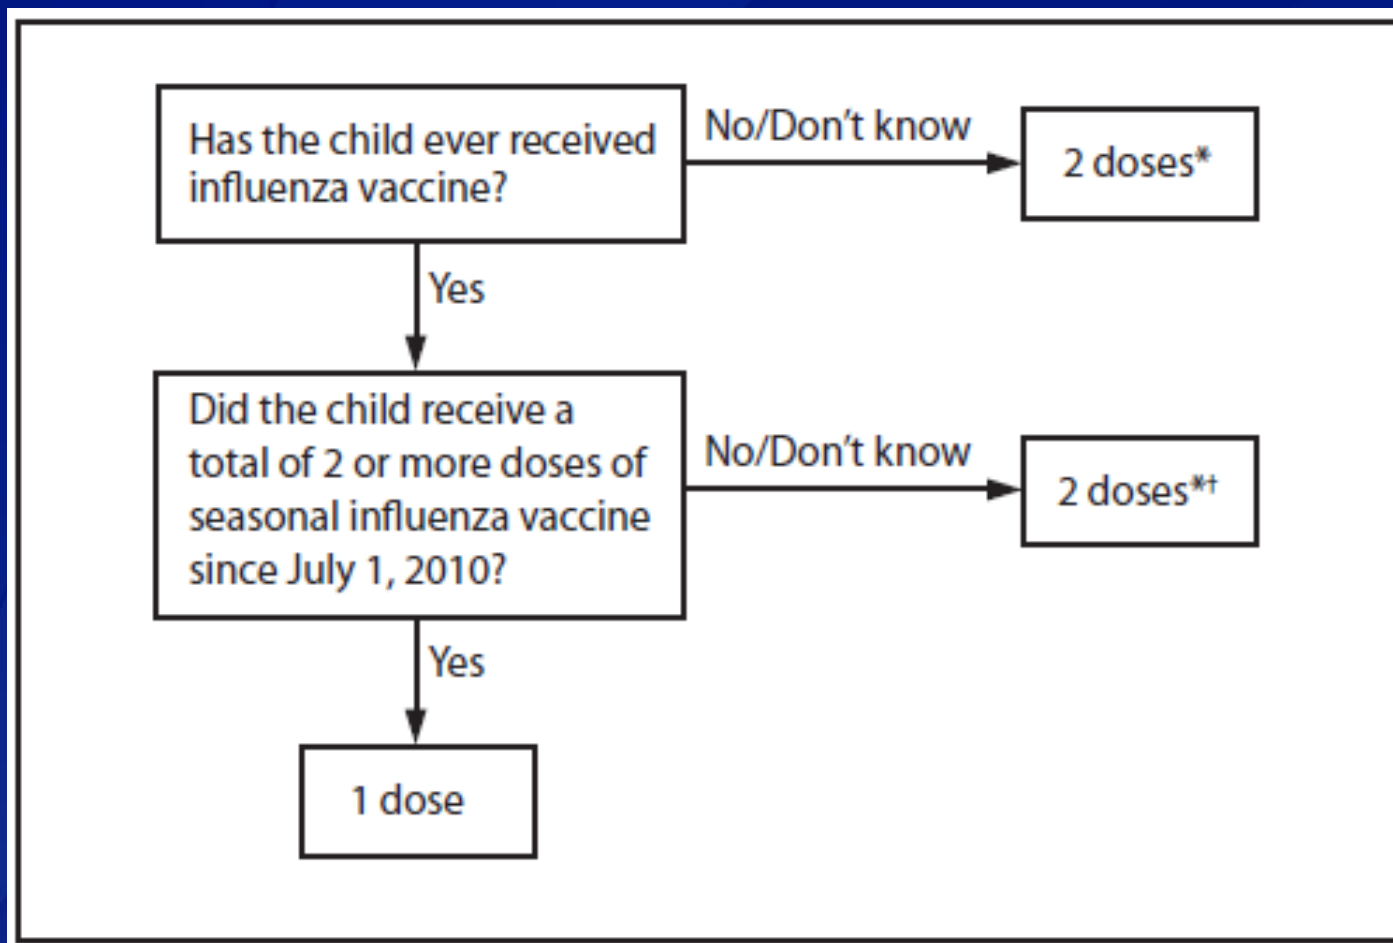 Has the child ever received
influenza vaccine?
No/Don't know
2 doses*
Yes
Did the child receive a
total of 2 or more doses of
seasonal influenza vaccine
since July 1, 2010?
No/Don't know
2 doses*†
Yes
1 dose